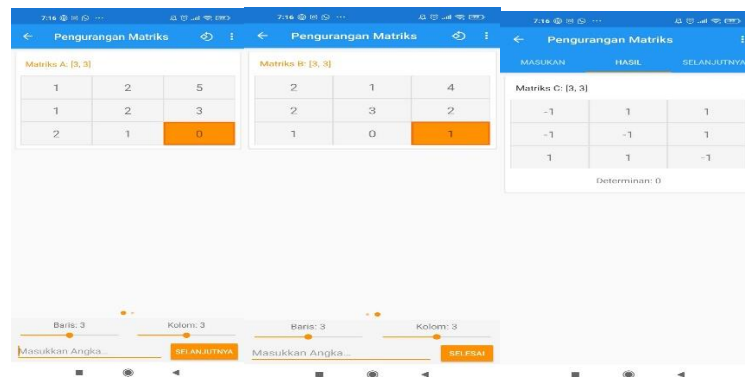 7:16
Pengurangan Matriks
Matriks A: [3, 3]
1 2 5
1 2 3
2 1 0
Baris: 3 Kolom: 3
Masukkan Angka...
SELANJUTNYA
7:16
Pengurangan Matriks
Matriks B: [3, 3]
2 1 4
2 3 2
1 0 1
Baris: 3 Kolom: 3
Masukkan Angka...
SELESAI
7:16
Pengurangan Matriks
MASUKAN HASIL SELANJUTNYA
Matriks C: [3, 3]
-1 1 1
-1 -1 1
1 1 -1
Determinan: 0